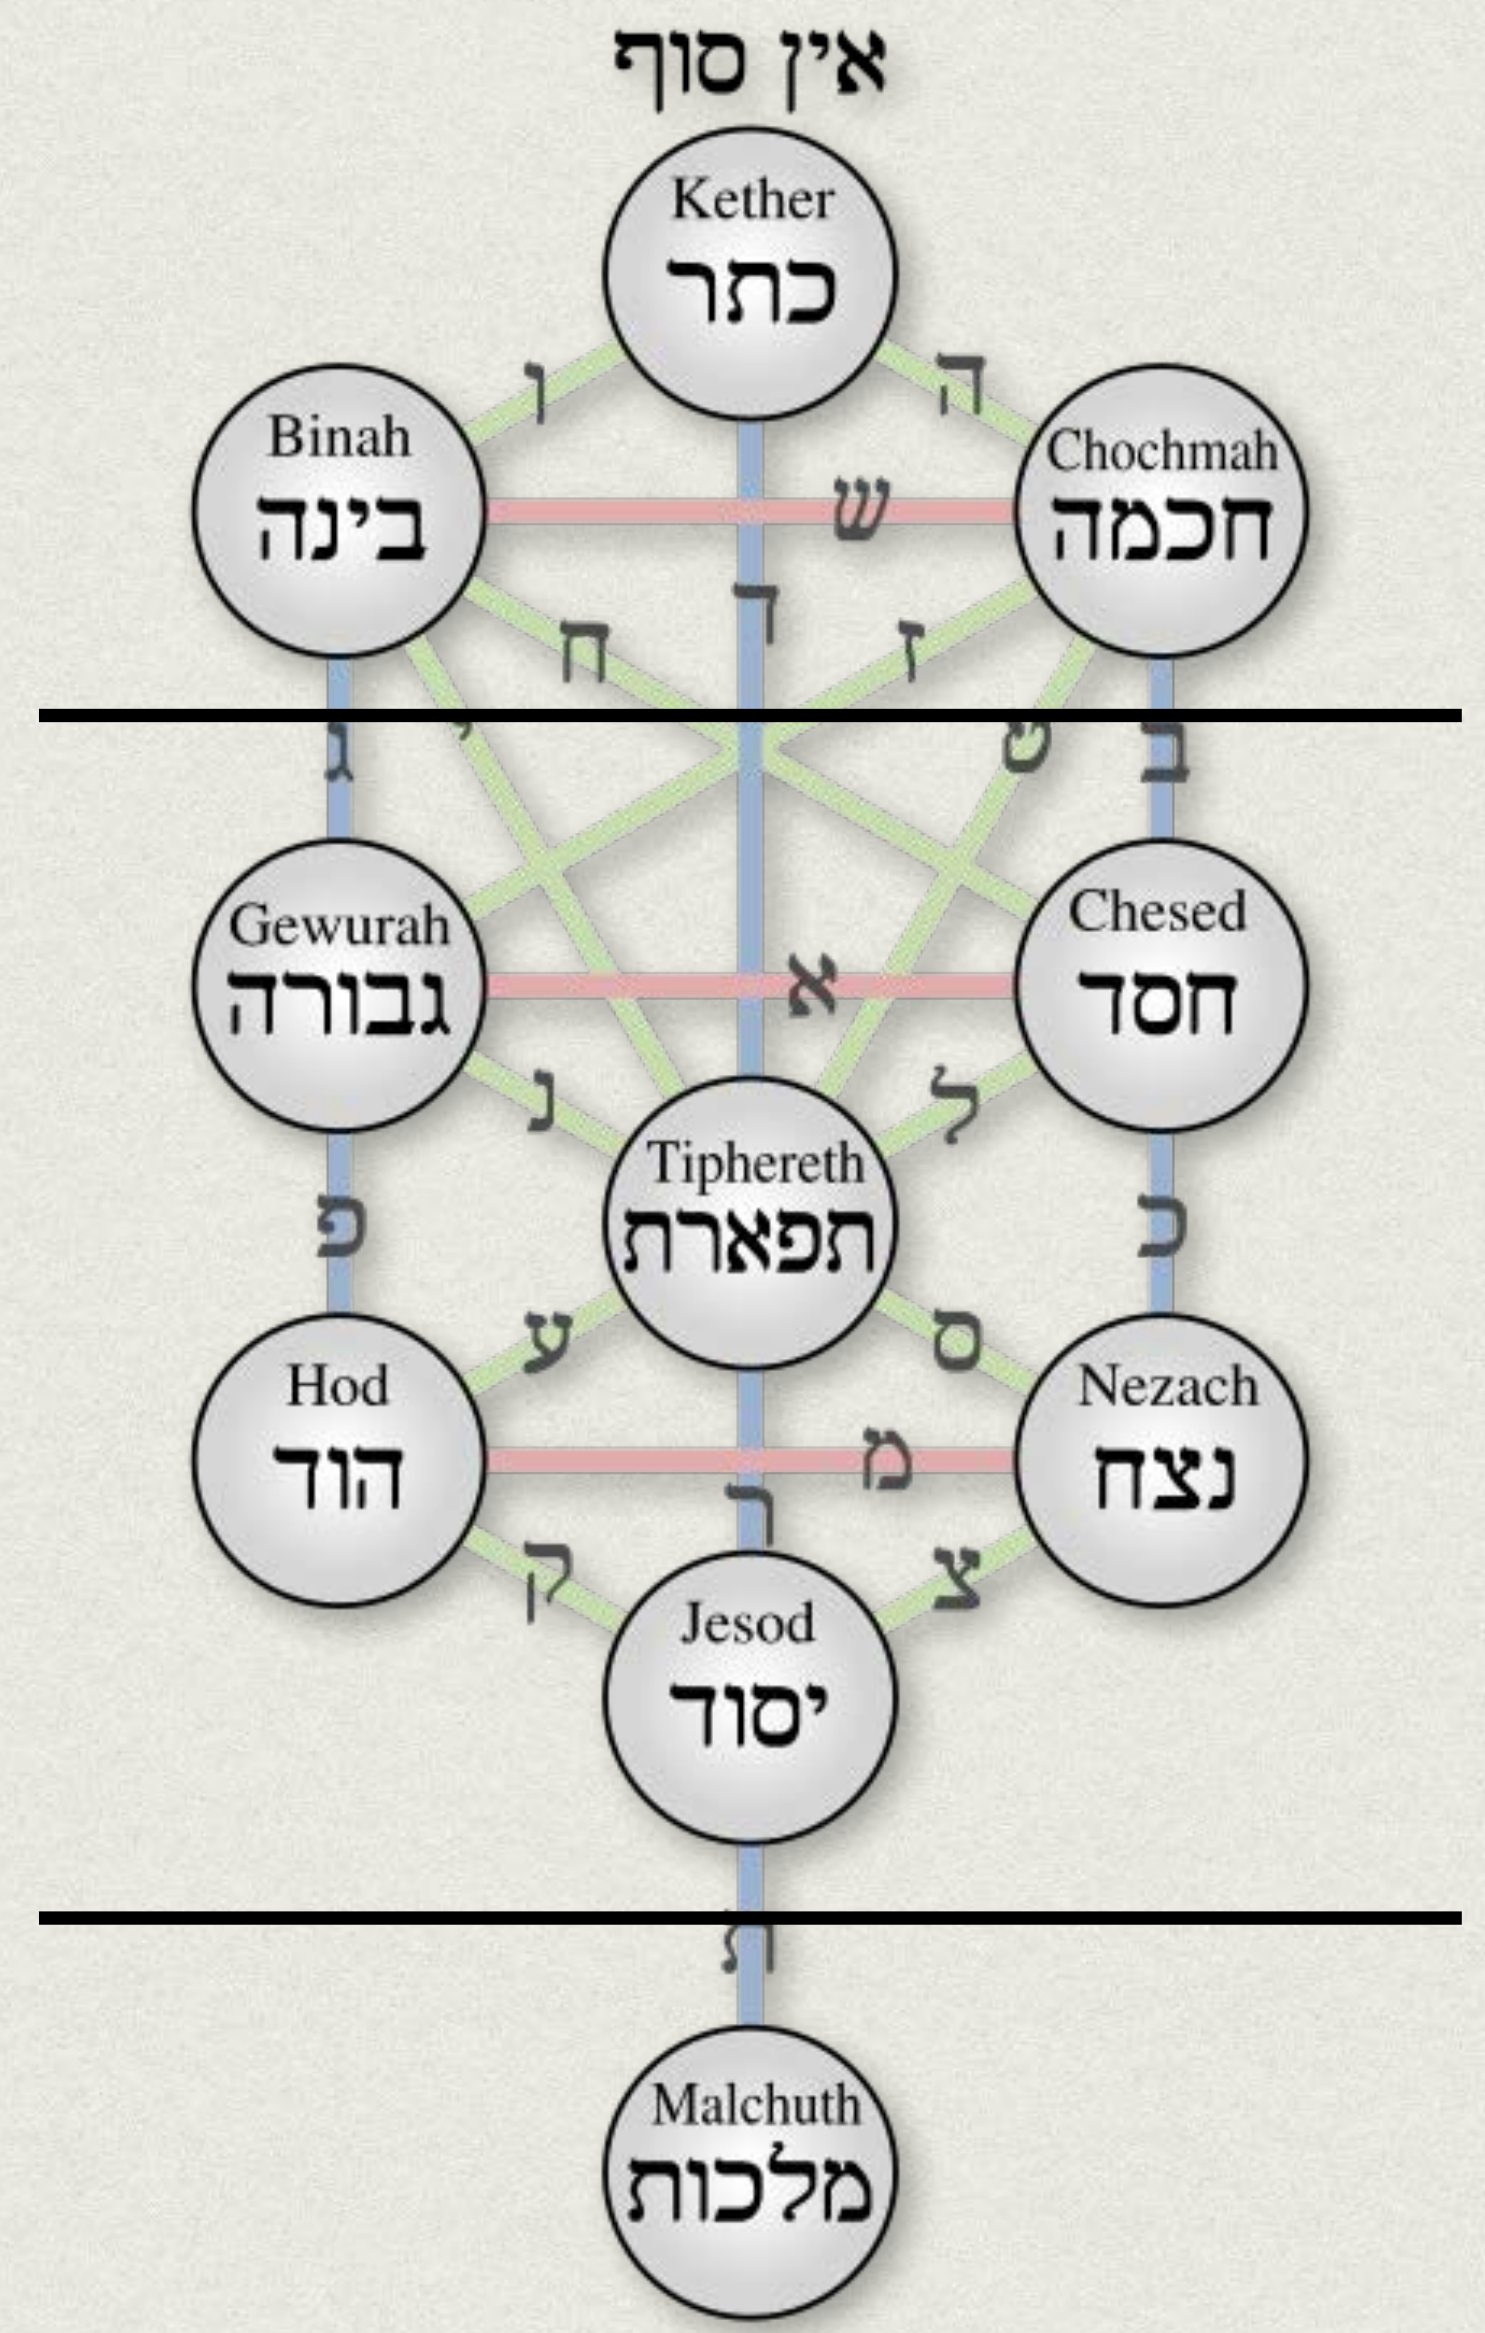 אין סוף
Kether
כתר
ו
ה
Binah
בינה
Chochmah
חכמה
ש
ד
ח
ז
ג
י
ט
ב
Gewurah
גבורה
Chesed
חסד
א
נ
ל
Tiphereth
תפארת
פ
כ
ע
ס
Hod
הוד
Nezach
נצח
מ
ר
ק
צ
Jesod
יסוד
ת
Malchuth
מלכות